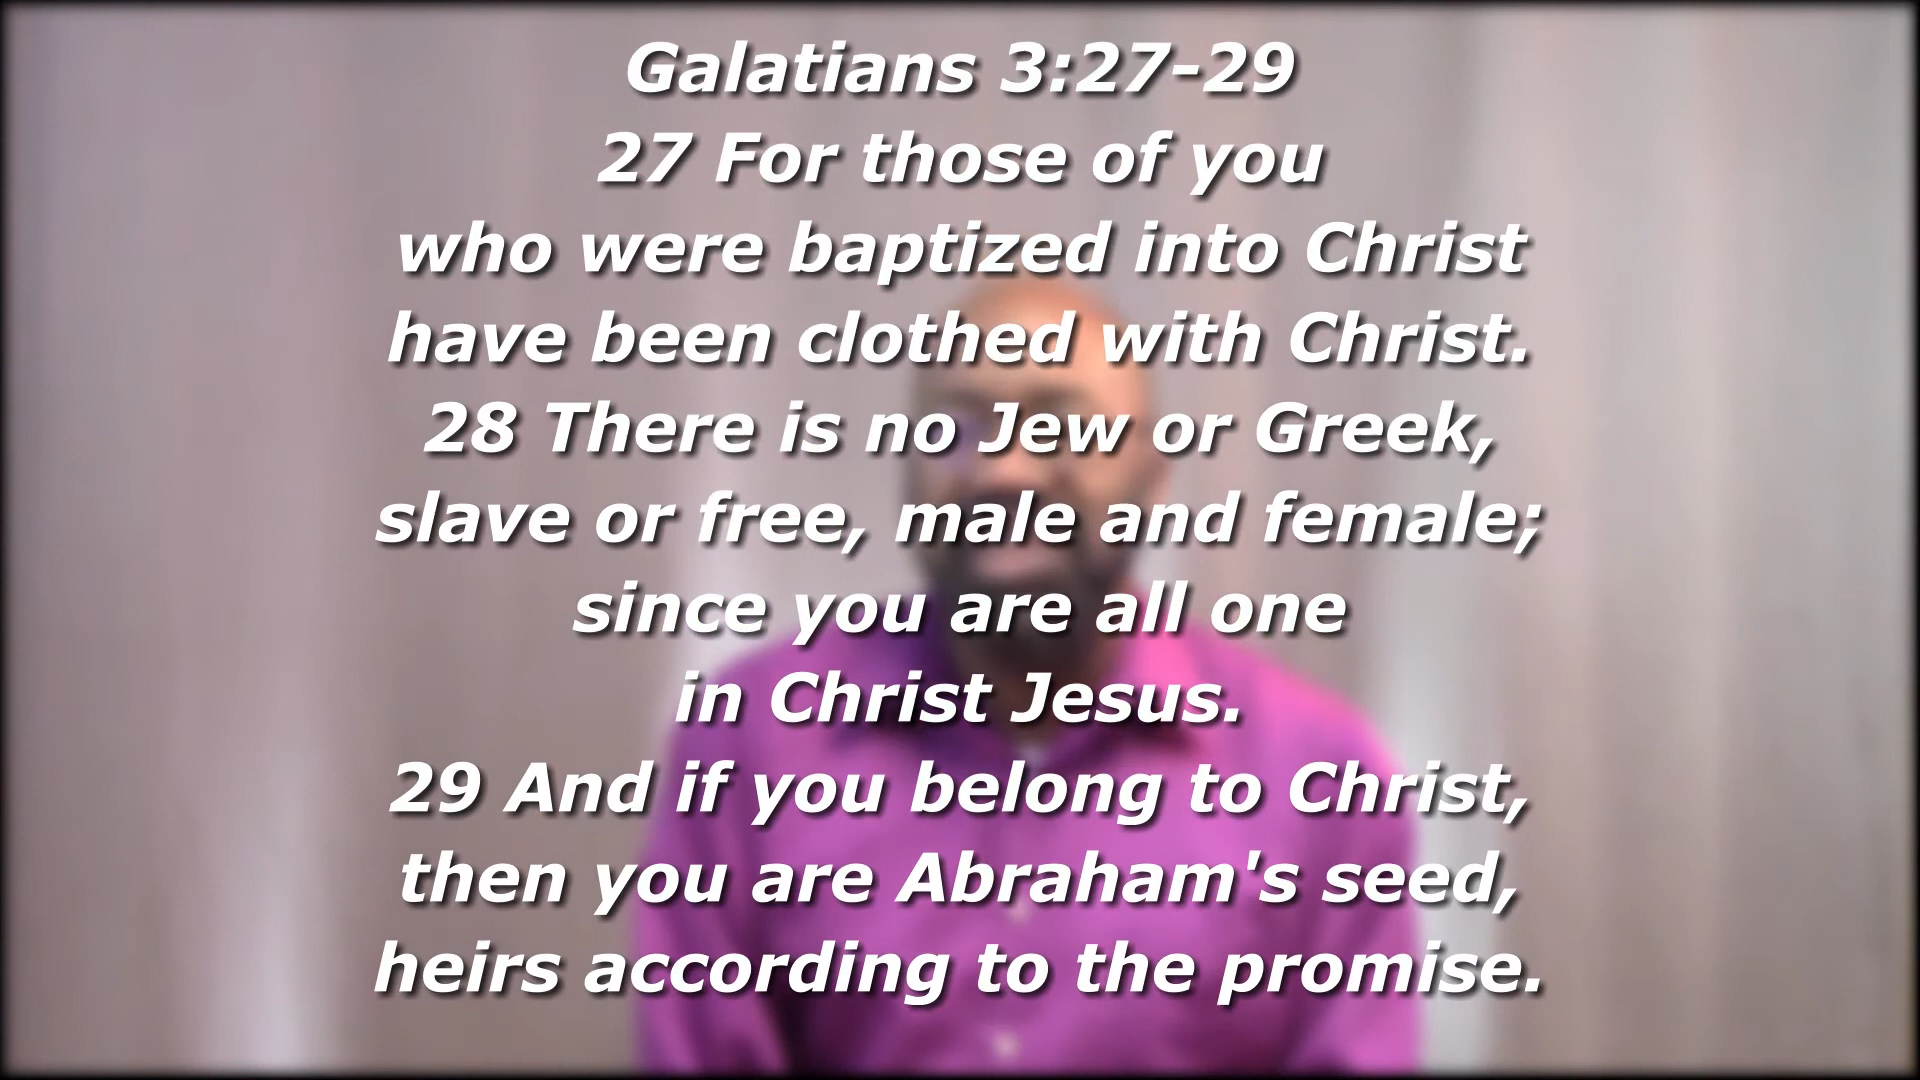 Galatians 3:27-29
27 For those of you
who were baptized into Christ
have been clothed with Christ.
28 There is no Jew or Greek,
slave or free, male and female;
since you are all one
in Christ Jesus.
29 And if you belong to Christ,
then you are Abraham's seed,
heirs according to the promise.